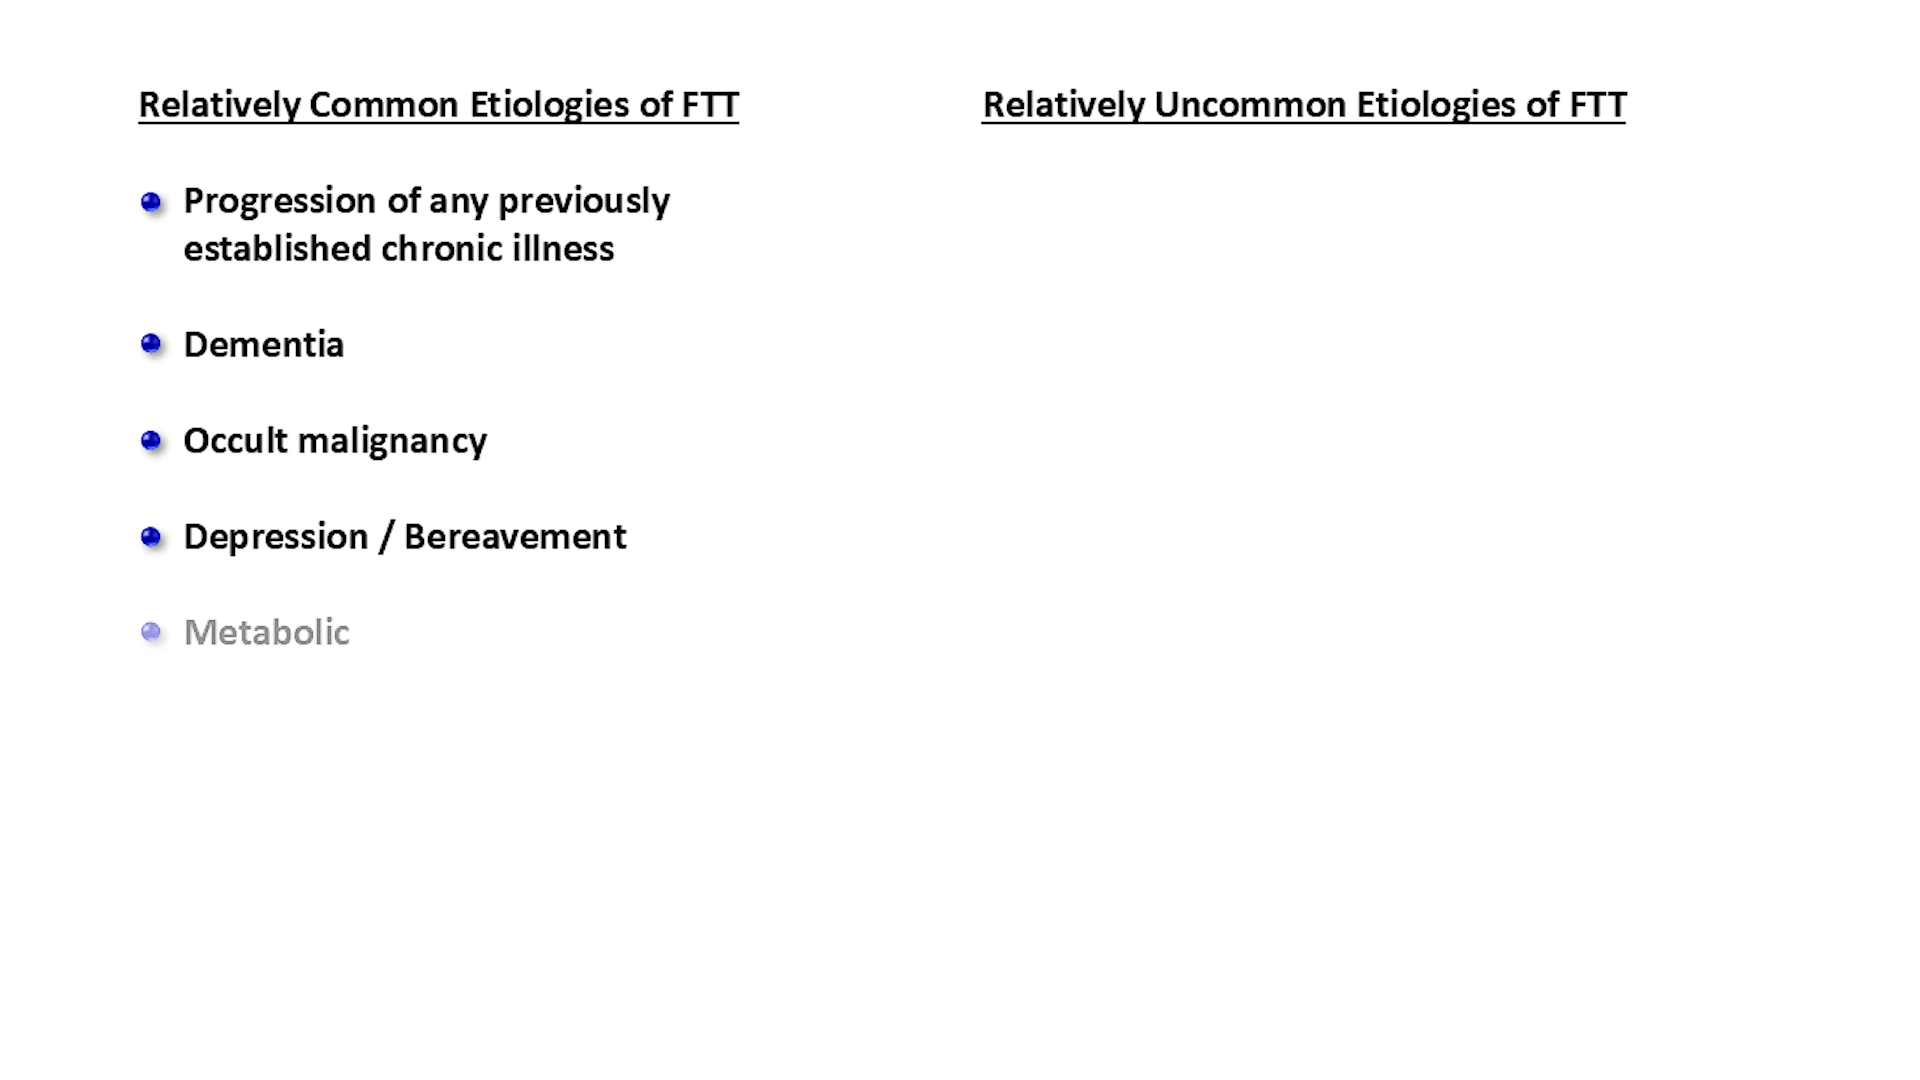 Relatively Common Etiologies of FTT
Progression of any previously
established chronic illness
Dementia
Occult malignancy
Depression / Bereavement
Metabolic
Relatively Uncommon Etiologies of FTT